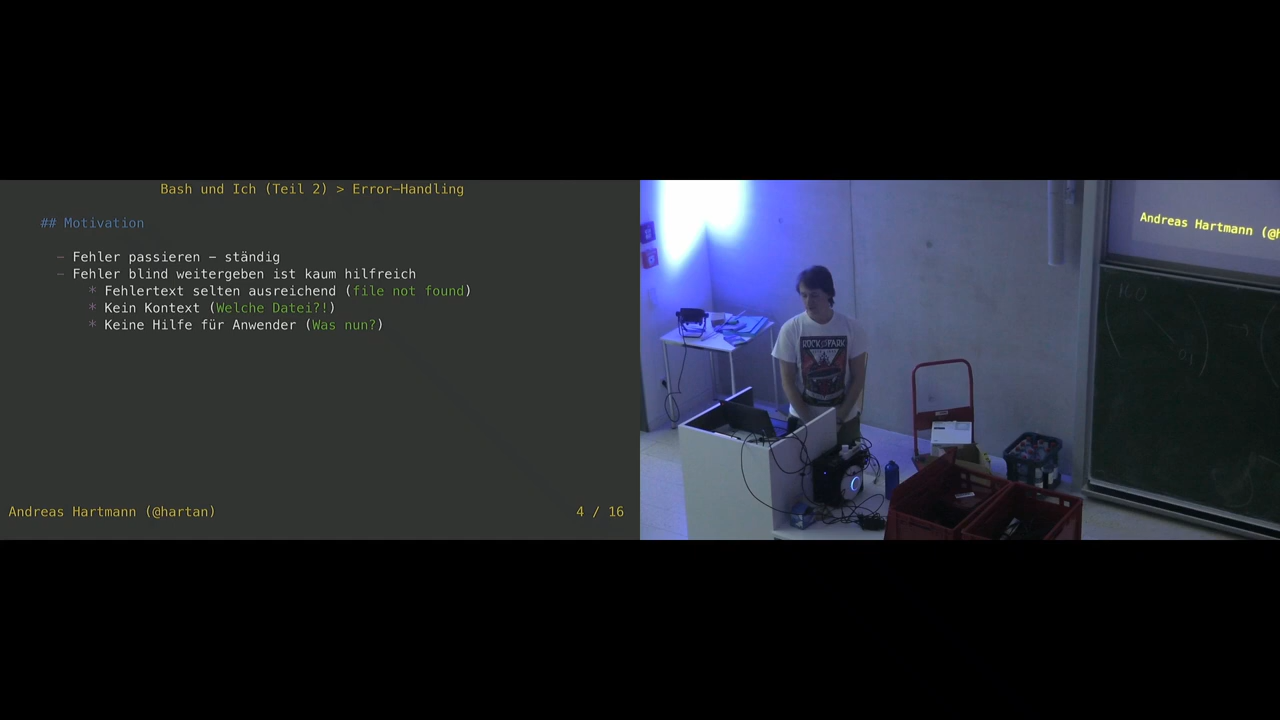 Bash und Ich (Teil 2) > Error-Handling
## Motivation
– Fehler passieren – ständig
– Fehler blind weitergeben ist kaum hilfreich
* Fehlertext selten ausreichend (file not found)
* Kein Kontext (Welche Datei?!)
* Keine Hilfe für Anwender (Was nun?)
Andreas Hartmann (@hartan)
4 / 16
Andreas Hartmann (@h
ROCK PARK